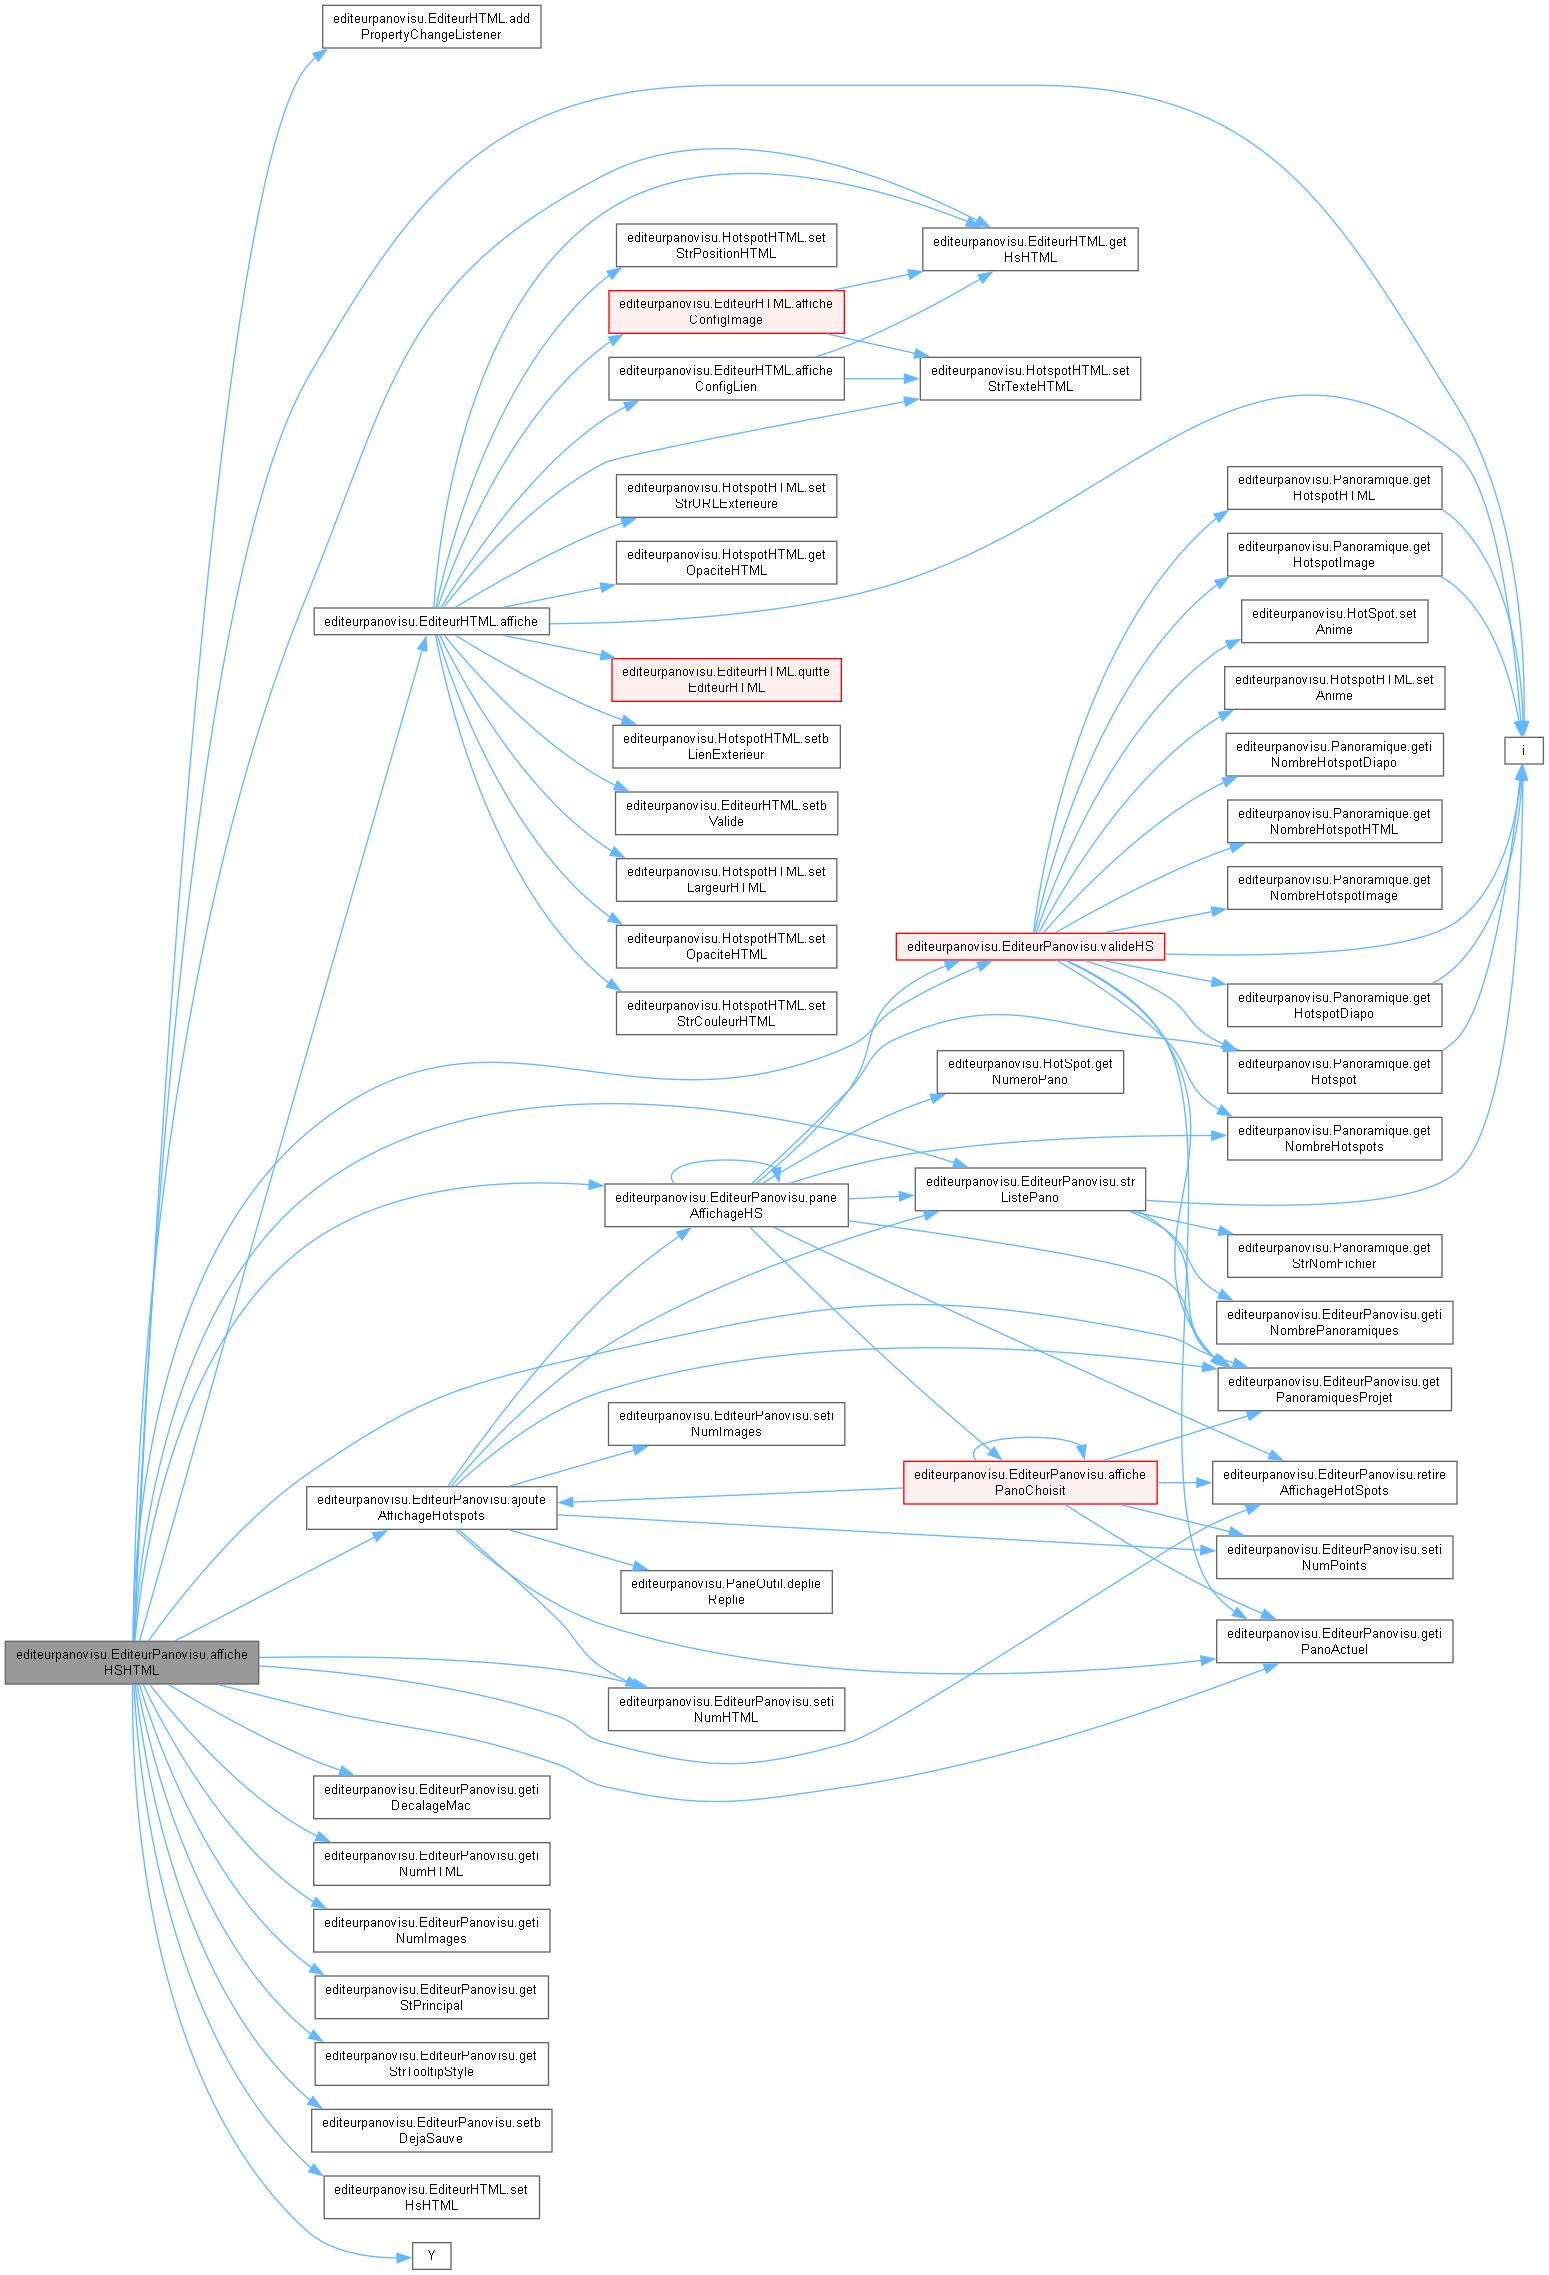 editeurpanovisu.EditeurHTML.add
PropertyChangeListener
editeurpanovisu.HotspotHTML.set
StrPositionHTML
editeurpanovisu.EditeurHTML.get
HsHTML
editeurpanovisu.EditeurHTML.affiche
ConfigImage
editeurpanovisu.EditeurHTML.affiche
ConfigLien
editeurpanovisu.HotspotHTML.set
StrTexteHTML
editeurpanovisu.HotspotHTML.set
StrURLExterieure
editeurpanovisu.Panoramique.get
HotspotHTML
editeurpanovisu.HotspotHTML.get
OpaciteHTML
editeurpanovisu.Panoramique.get
HotspotImage
editeurpanovisu.EditeurHTML.affiche
editeurpanovisu.HotSpot.set
Anime
editeurpanovisu.EditeurHTML.quitte
EditeurHTML
editeurpanovisu.HotspotHTML.set
Anime
editeurpanovisu.HotspotHTML.setb
LienExterieur
editeurpanovisu.Panoramique.geti
NombreHotspotDiapo
i
editeurpanovisu.EditeurHTML.setb
Valide
editeurpanovisu.Panoramique.get
NombreHotspotHTML
editeurpanovisu.HotspotHTML.set
LargeurHTML
editeurpanovisu.Panoramique.get
NombreHotspotImage
editeurpanovisu.HotspotHTML.set
OpaciteHTML
editeurpanovisu.EditeurPanovisu.valideHS
editeurpanovisu.HotspotHTML.set
StrCouleurHTML
editeurpanovisu.Panoramique.get
HotspotDiapo
editeurpanovisu.HotSpot.get
NumeroPano
editeurpanovisu.Panoramique.get
Hotspot
editeurpanovisu.Panoramique.get
NombreHotspots
editeurpanovisu.EditeurPanovisu.pane
AffichageHS
editeurpanovisu.EditeurPanovisu.str
ListePano
editeurpanovisu.Panoramique.get
StrNomFichier
editeurpanovisu.EditeurPanovisu.geti
NombrePanoramiques
editeurpanovisu.EditeurPanovisu.get
PanoramiquesProjet
editeurpanovisu.EditeurPanovisu.seti
NumImages
editeurpanovisu.EditeurPanovisu.affiche
PanoChoisit
editeurpanovisu.EditeurPanovisu.retire
AffichageHotSpots
editeurpanovisu.EditeurPanovisu.ajoute
AffichageHotspots
editeurpanovisu.EditeurPanovisu.seti
NumPoints
editeurpanovisu.PaneOutil.deplie
Replie
editeurpanovisu.EditeurPanovisu.geti
PanoActuel
editeurpanovisu.EditeurPanovisu.affiche
HSHTML
editeurpanovisu.EditeurPanovisu.seti
NumHTML
editeurpanovisu.EditeurPanovisu.geti
DecalageMac
editeurpanovisu.EditeurPanovisu.geti
NumHTML
editeurpanovisu.EditeurPanovisu.geti
NumImages
editeurpanovisu.EditeurPanovisu.get
StPrincipal
editeurpanovisu.EditeurPanovisu.get
StrTooltipStyle
editeurpanovisu.EditeurPanovisu.setb
DejaSauve
editeurpanovisu.EditeurHTML.set
HsHTML
Y